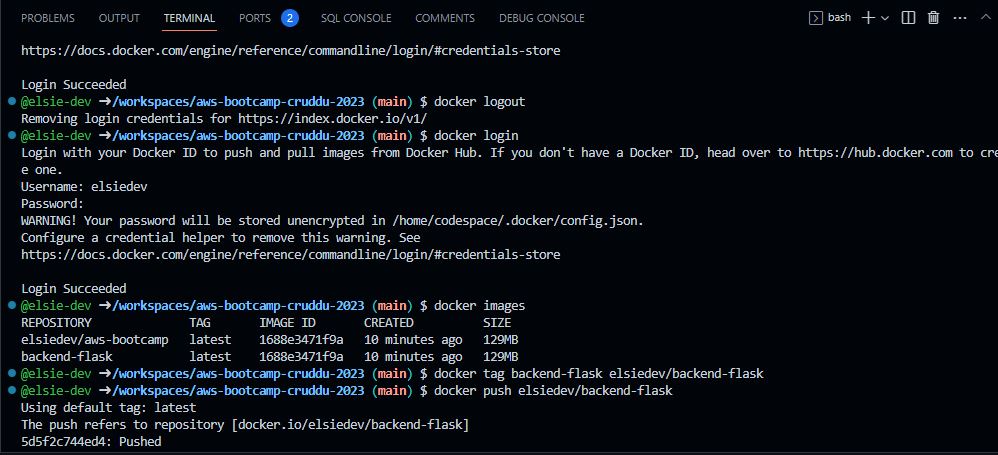 PROBLEMS OUTPUT TERMINAL PORTS 2 SQL CONSOLE COMMENTS DEBUG CONSOLE bash
https://docs.docker.com/engine/reference/commandline/login/#credentials-store
Login Succeeded
@elsie-dev ➜/workspaces/aws-bootcamp-cruddu-2023 (main) $ docker logout
Removing login credentials for https://index.docker.io/v1/
@elsie-dev ➜/workspaces/aws-bootcamp-cruddu-2023 (main) $ docker login
Login with your Docker ID to push and pull images from Docker Hub. If you don't have a Docker ID, head over to https://hub.docker.com to cre
e one.
Username: elsiedev
Password:
WARNING! Your password will be stored unencrypted in /home/codespace/.docker/config.json.
Configure a credential helper to remove this warning. See
https://docs.docker.com/engine/reference/commandline/login/#credentials-store
Login Succeeded
@elsie-dev ➜/workspaces/aws-bootcamp-cruddu-2023 (main) $ docker images
REPOSITORY TAG IMAGE ID CREATED SIZE
elsiedev/aws-bootcamp latest 1688e3471f9a 10 minutes ago 129MB
backend-flask latest 1688e3471f9a 10 minutes ago 129MB
@elsie-dev ➜/workspaces/aws-bootcamp-cruddu-2023 (main) $ docker tag backend-flask elsiedev/backend-flask
@elsie-dev ➜/workspaces/aws-bootcamp-cruddu-2023 (main) $ docker push elsiedev/backend-flask
Using default tag: latest
The push refers to repository [docker.io/elsiedev/backend-flask]
5d5f2c744ed4: Pushed